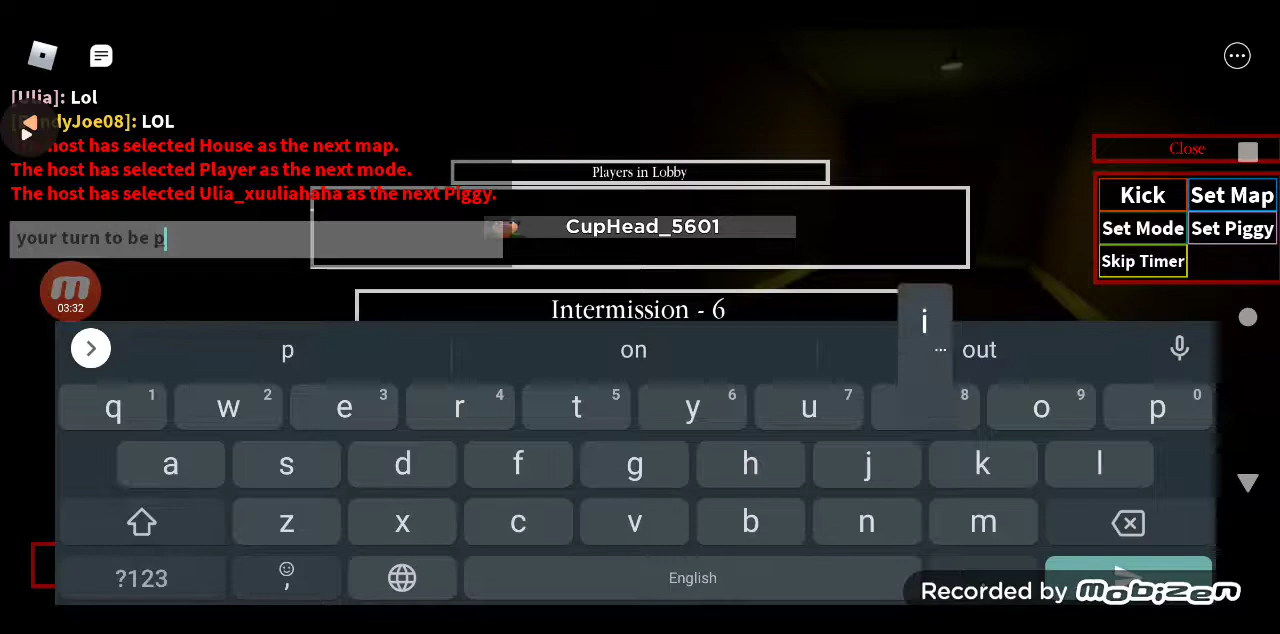 [Ulia]: Lol
dyJoe08]: LOL
host has selected House as the next map.
The host has selected Player as the next mode.
The host has selected Ulia_xuuliahaha as the next Piggy.
your turn to be p
Players in Lobby
CupHead_5601
Intermission - 6
Close
Kick Set Map
Set Mode Set Piggy
Skip Timer
03:32
i
p on ... out
q 1 w 2 e 3 r 4 t 5 y 6 u 7 8 o 9 p 0
a s d f g h j k l
z x c v b n m
?123 , English
Recorded by mobizen